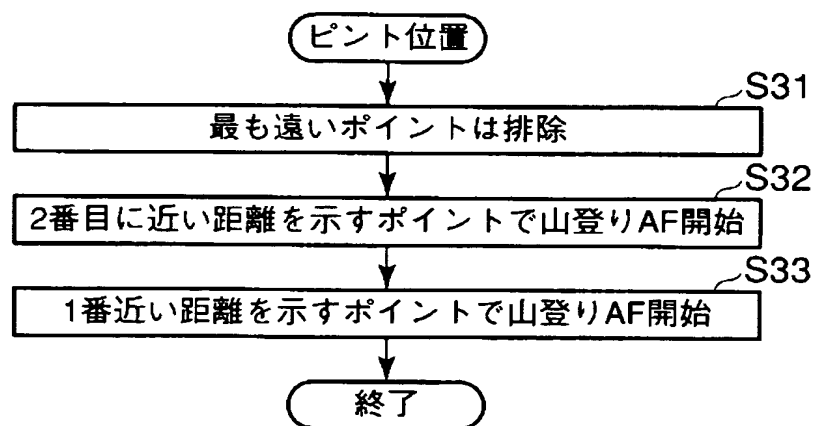 ピント位置
S31
最も遠いポイントは排除
S32
2番目に近い距離を示すポイントで山登りAF開始
S33
1番近い距離を示すポイントで山登りAF開始
終了